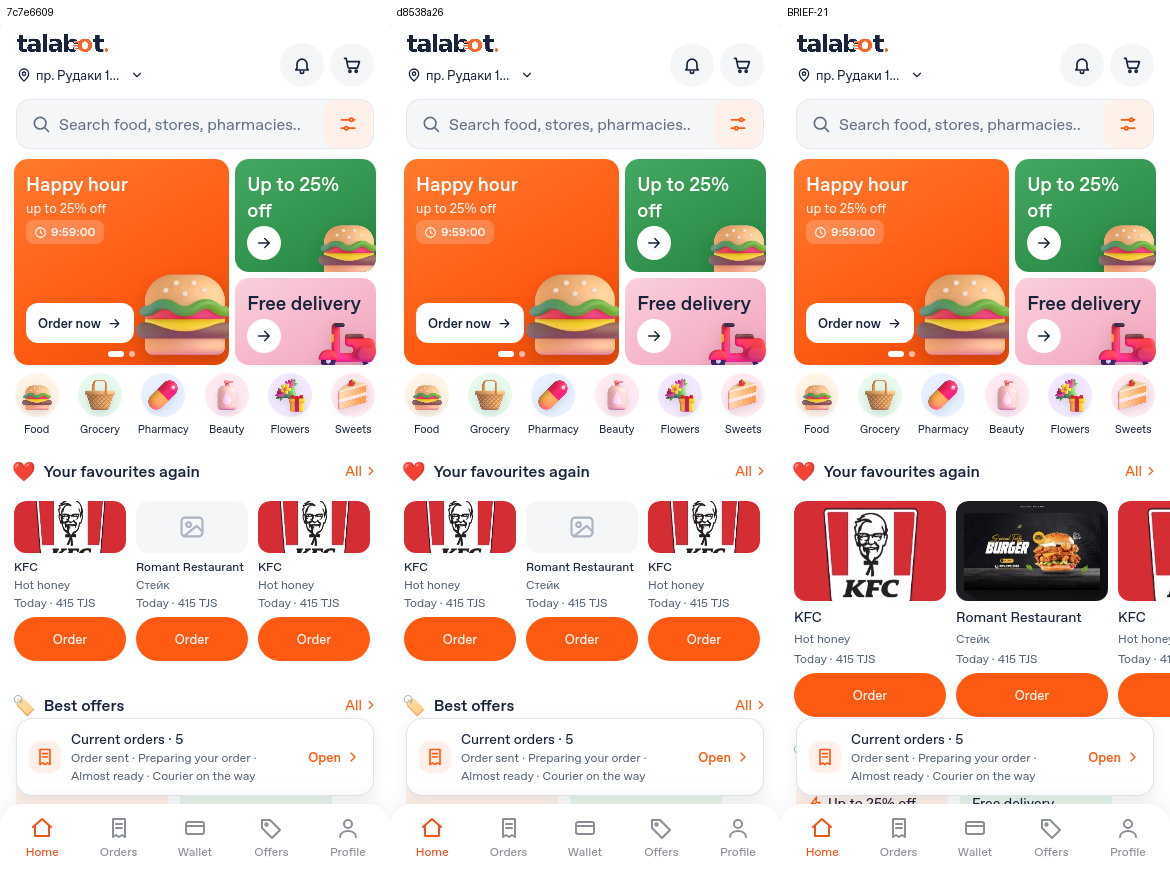 7c7e6609
talabot.
пр. Рудаки 1...
Search food, stores, pharmacies..
Happy hour
up to 25% off
9:59:00
Order now
Up to 25%
off
Free delivery
Food Grocery Pharmacy Beauty Flowers Sweets
Your favourites again
All
KFC
KFC
KFC Romant Restaurant KFC
Hot honey Стейк Hot honey
Today · 415 TJS Today · 415 TJS Today · 415 TJS
Order Order Order
Best offers
All
Current orders · 5
Order sent · Preparing your order ·
Almost ready · Courier on the way
Open
Home Orders Wallet Offers Profile
d8538a26
talabot.
пр. Рудаки 1...
Search food, stores, pharmacies..
Happy hour
up to 25% off
9:59:00
Order now
Up to 25%
off
Free delivery
Food Grocery Pharmacy Beauty Flowers Sweets
Your favourites again
All
KFC
KFC
KFC Romant Restaurant KFC
Hot honey Стейк Hot honey
Today · 415 TJS Today · 415 TJS Today · 415 TJS
Order Order Order
Best offers
All
Current orders · 5
Order sent · Preparing your order ·
Almost ready · Courier on the way
Open
Home Orders Wallet Offers Profile
BRIEF-21
talabot.
пр. Рудаки 1...
Search food, stores, pharmacies..
Happy hour
up to 25% off
9:59:00
Order now
Up to 25%
off
Free delivery
Food Grocery Pharmacy Beauty Flowers Sweets
Your favourites again
All
KFC
BURGER
KFC Romant Restaurant KFC
Hot honey Стейк Hot honey
Today · 415 TJS Today · 415 TJS Today · 41
Order Order
Current orders · 5
Order sent · Preparing your order ·
Almost ready · Courier on the way
Open
Up to 25% off Free delivery
Home Orders Wallet Offers Profile